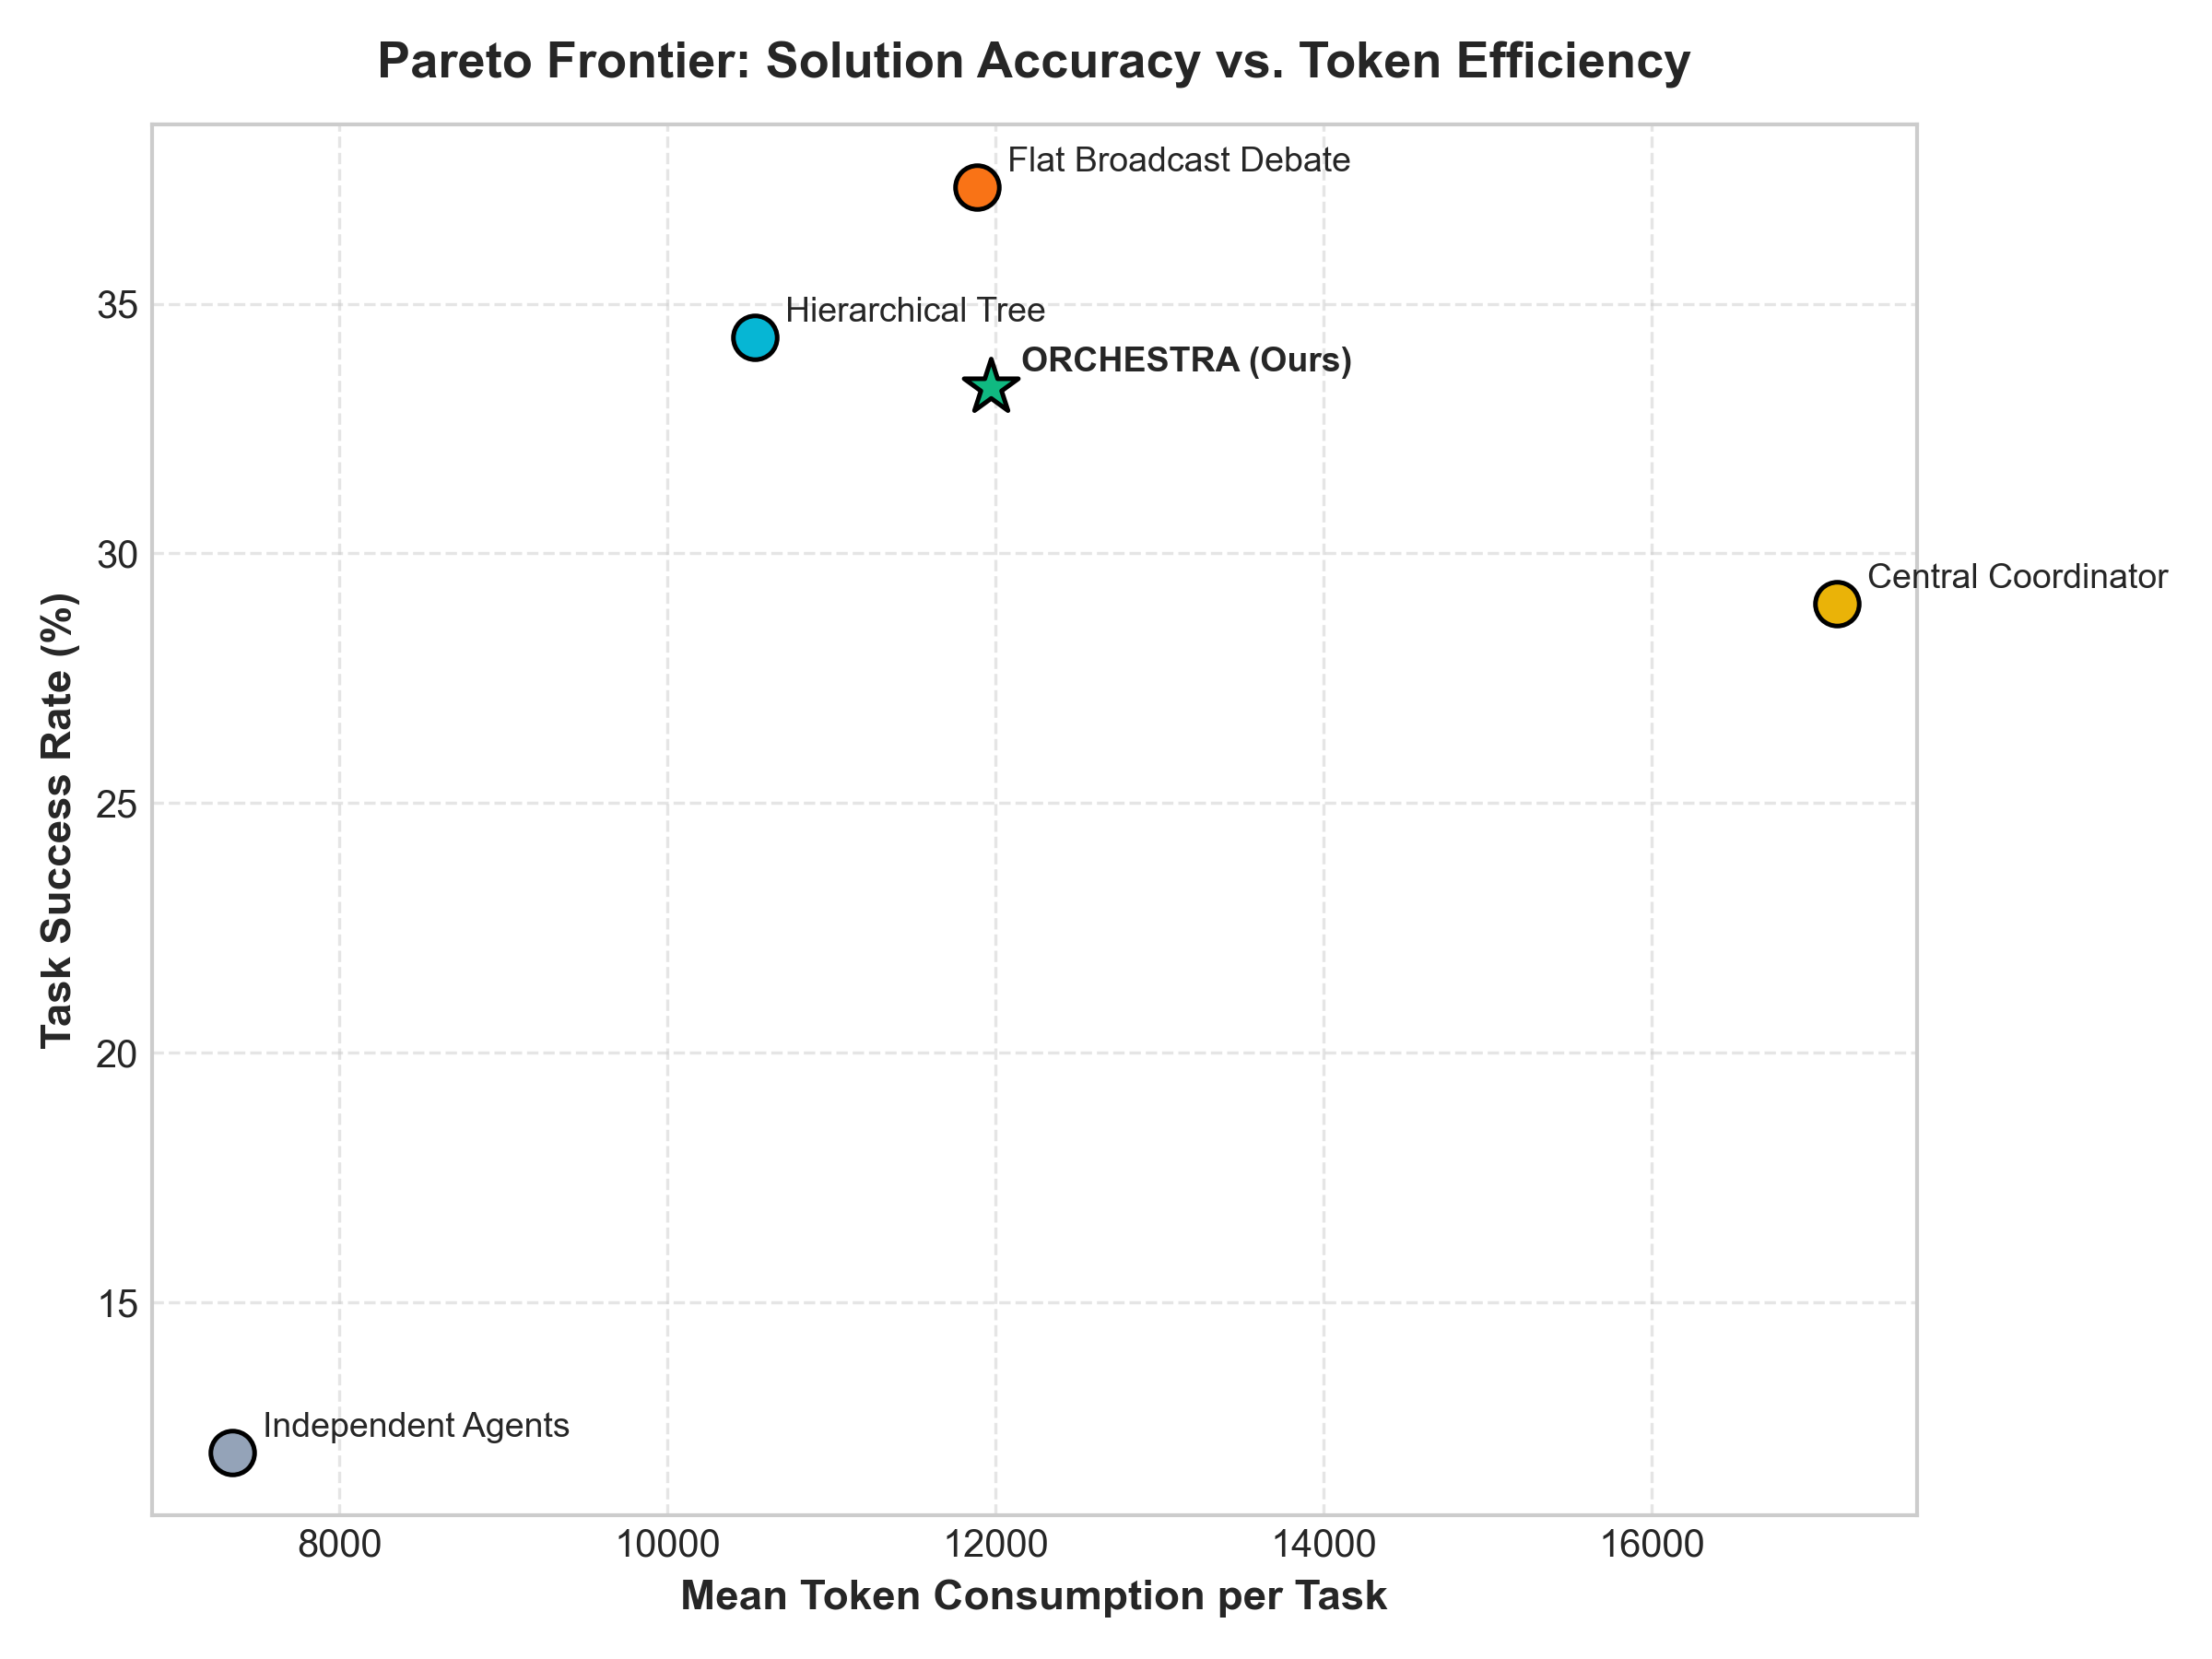 Pareto Frontier: Solution Accuracy vs. Token Efficiency
Flat Broadcast Debate
Hierarchical Tree
ORCHESTRA (Ours)
Central Coordinator
Independent Agents
Task Success Rate (%)
35
30
25
20
15
8000 10000 12000 14000 16000
Mean Token Consumption per Task